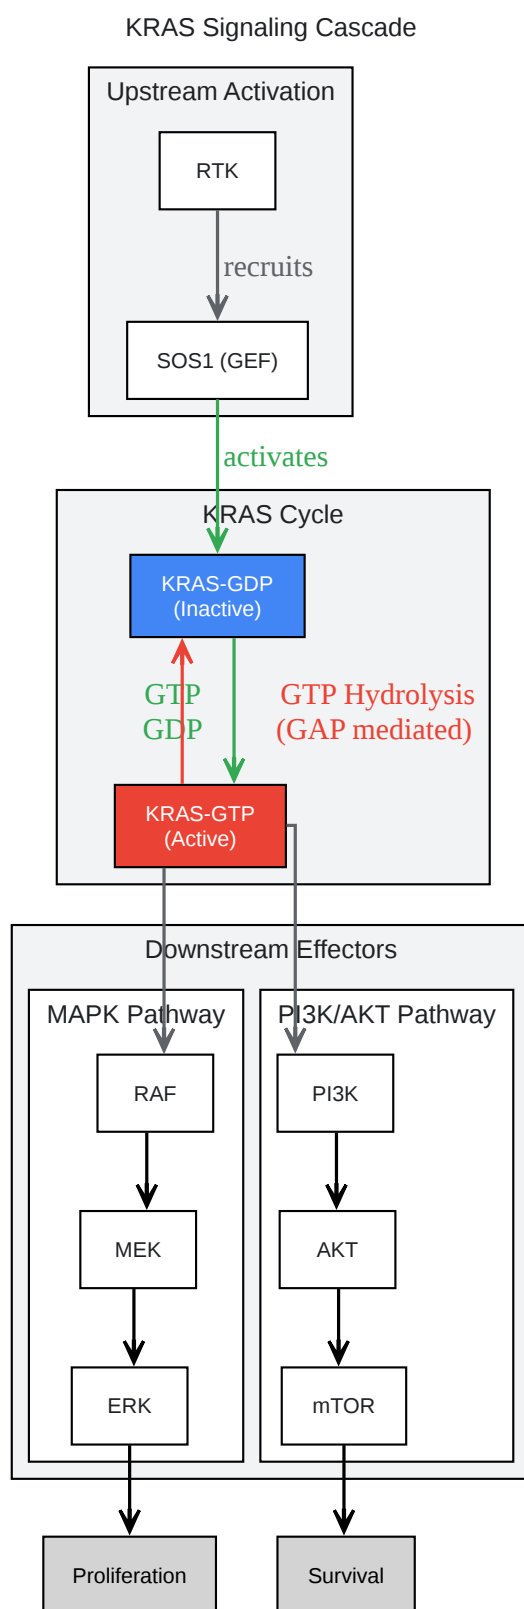 KRAS Signaling Cascade
Upstream Activation
RTK
recruits
SOS1 (GEF)
activates
KRAS Cycle
KRAS-GDP
(Inactive)
GTP
GDP
GTP Hydrolysis
(GAP mediated)
KRAS-GTP
(Active)
Downstream Effectors
MAPK Pathway
RAF
MEK
ERK
PI3K/AKT Pathway
PI3K
AKT
mTOR
Proliferation
Survival